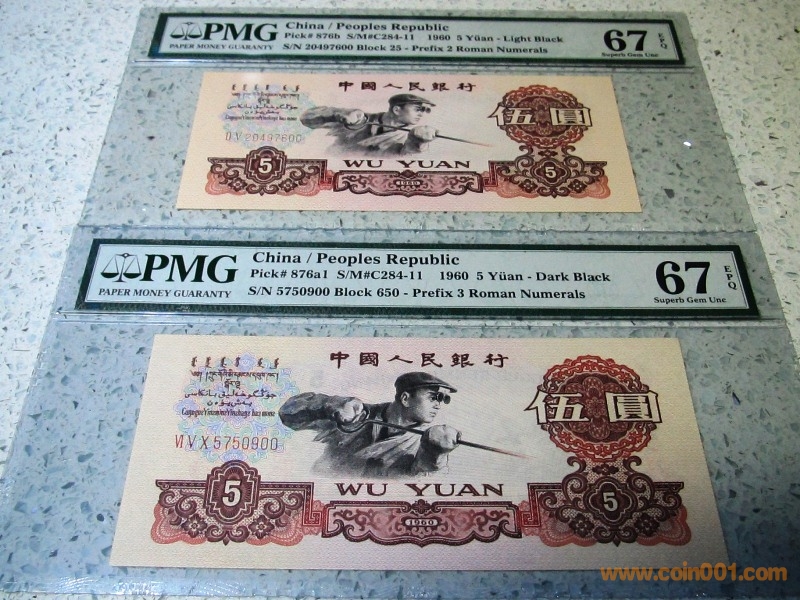 PMG
PAPER MONEY GUARANTY
China / Peoples Republic
Pick# 876b S/M#C284-11 1960 5 Yüan - Light Black
S/N 20497600 Block 25 - Prefix 2 Roman Numerals
67 EPQ
Superb Gem Unc
中國人民銀行
20497600
伍圓
WU YUAN
5
1960
5
PMG
PAPER MONEY GUARANTY
China / Peoples Republic
Pick# 876a1 S/M#C284-11 1960 5 Yüan - Dark Black
S/N 5750900 Block 650 - Prefix 3 Roman Numerals
67 EPQ
Superb Gem Unc
中國人民銀行
VI V X 5750900
伍圓
WU YUAN
5
1960
5
www.coin001.com